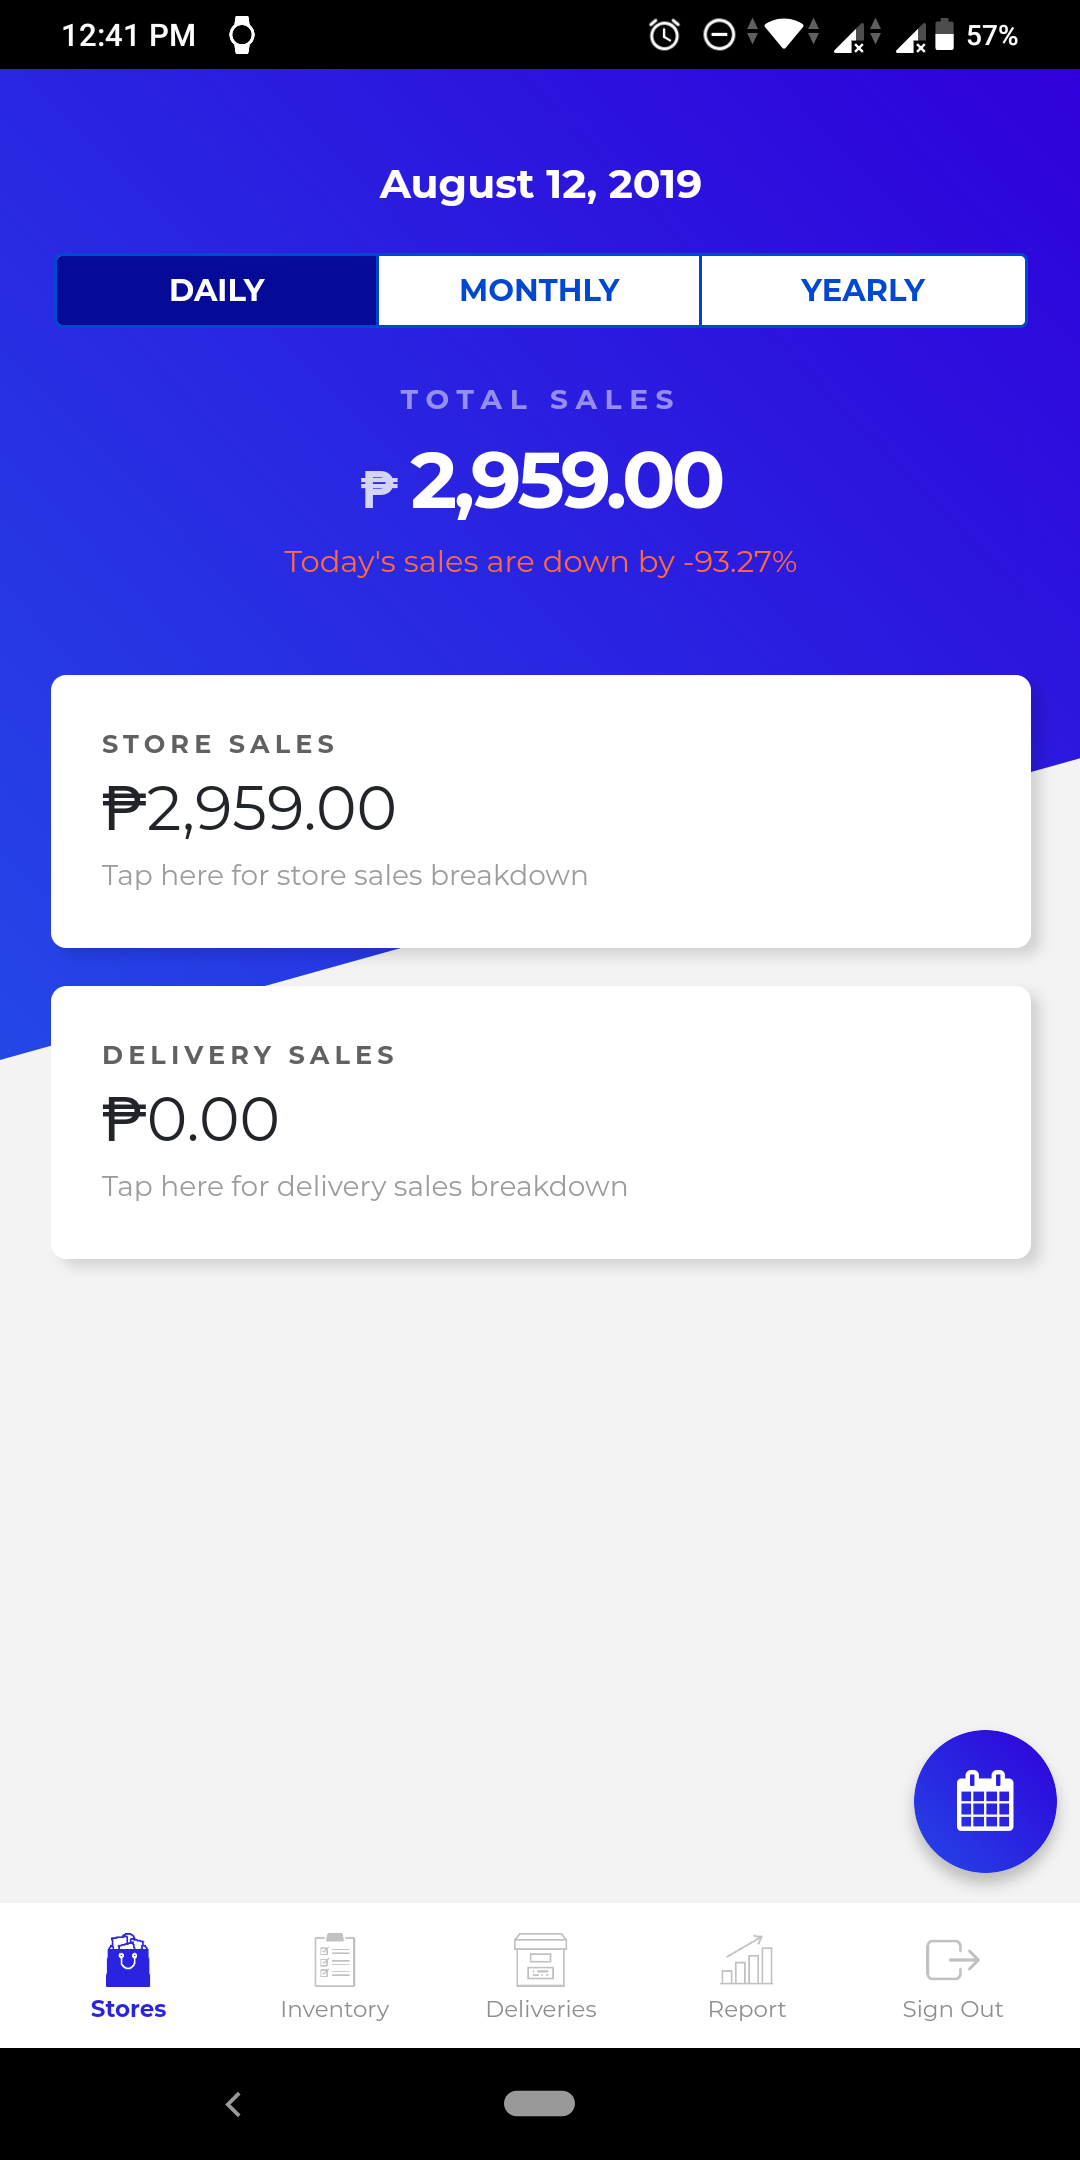 12:41 PM 57%
August 12, 2019
DAILY MONTHLY YEARLY
TOTAL SALES
₱ 2,959.00
Today's sales are down by -93.27%
STORE SALES
₱2,959.00
Tap here for store sales breakdown
DELIVERY SALES
₱0.00
Tap here for delivery sales breakdown
Stores Inventory Deliveries Report Sign Out